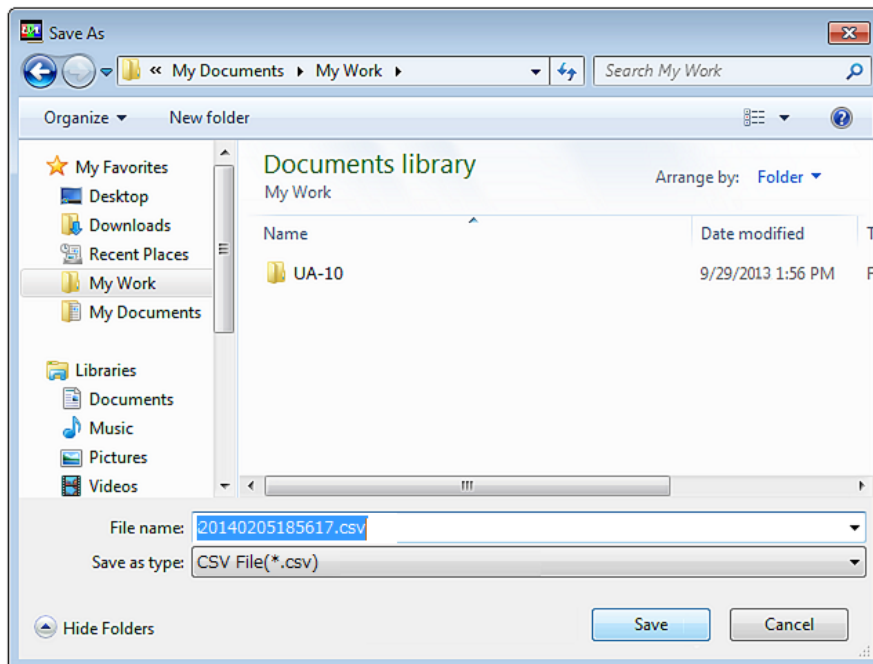 Save As
« My Documents ▸ My Work ▸
Search My Work
Organize ▾ New folder
My Favorites
Desktop
Downloads
Recent Places
My Work
My Documents
Libraries
Documents
Music
Pictures
Videos
Documents library
My Work
Arrange by: Folder ▾
Name Date modified T
UA-10 9/29/2013 1:56 PM F
File name: 20140205185617.csv
Save as type: CSV File(*.csv)
Hide Folders Save Cancel